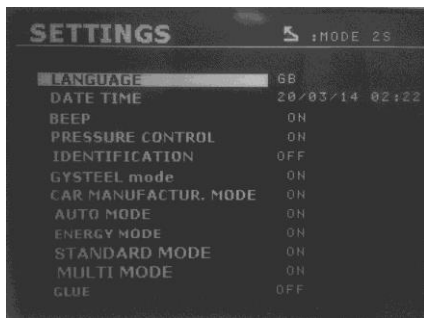 SETTINGS :MODE 2S
LANGUAGE GB
DATE TIME 20/03/14 02:22
BEEP ON
PRESSURE CONTROL ON
IDENTIFICATION OFF
GYSTEEL mode ON
CAR MANUFACTUR. MODE ON
AUTO MODE ON
ENERGY MODE ON
STANDARD MODE ON
MULTI MODE ON
GLUE OFF